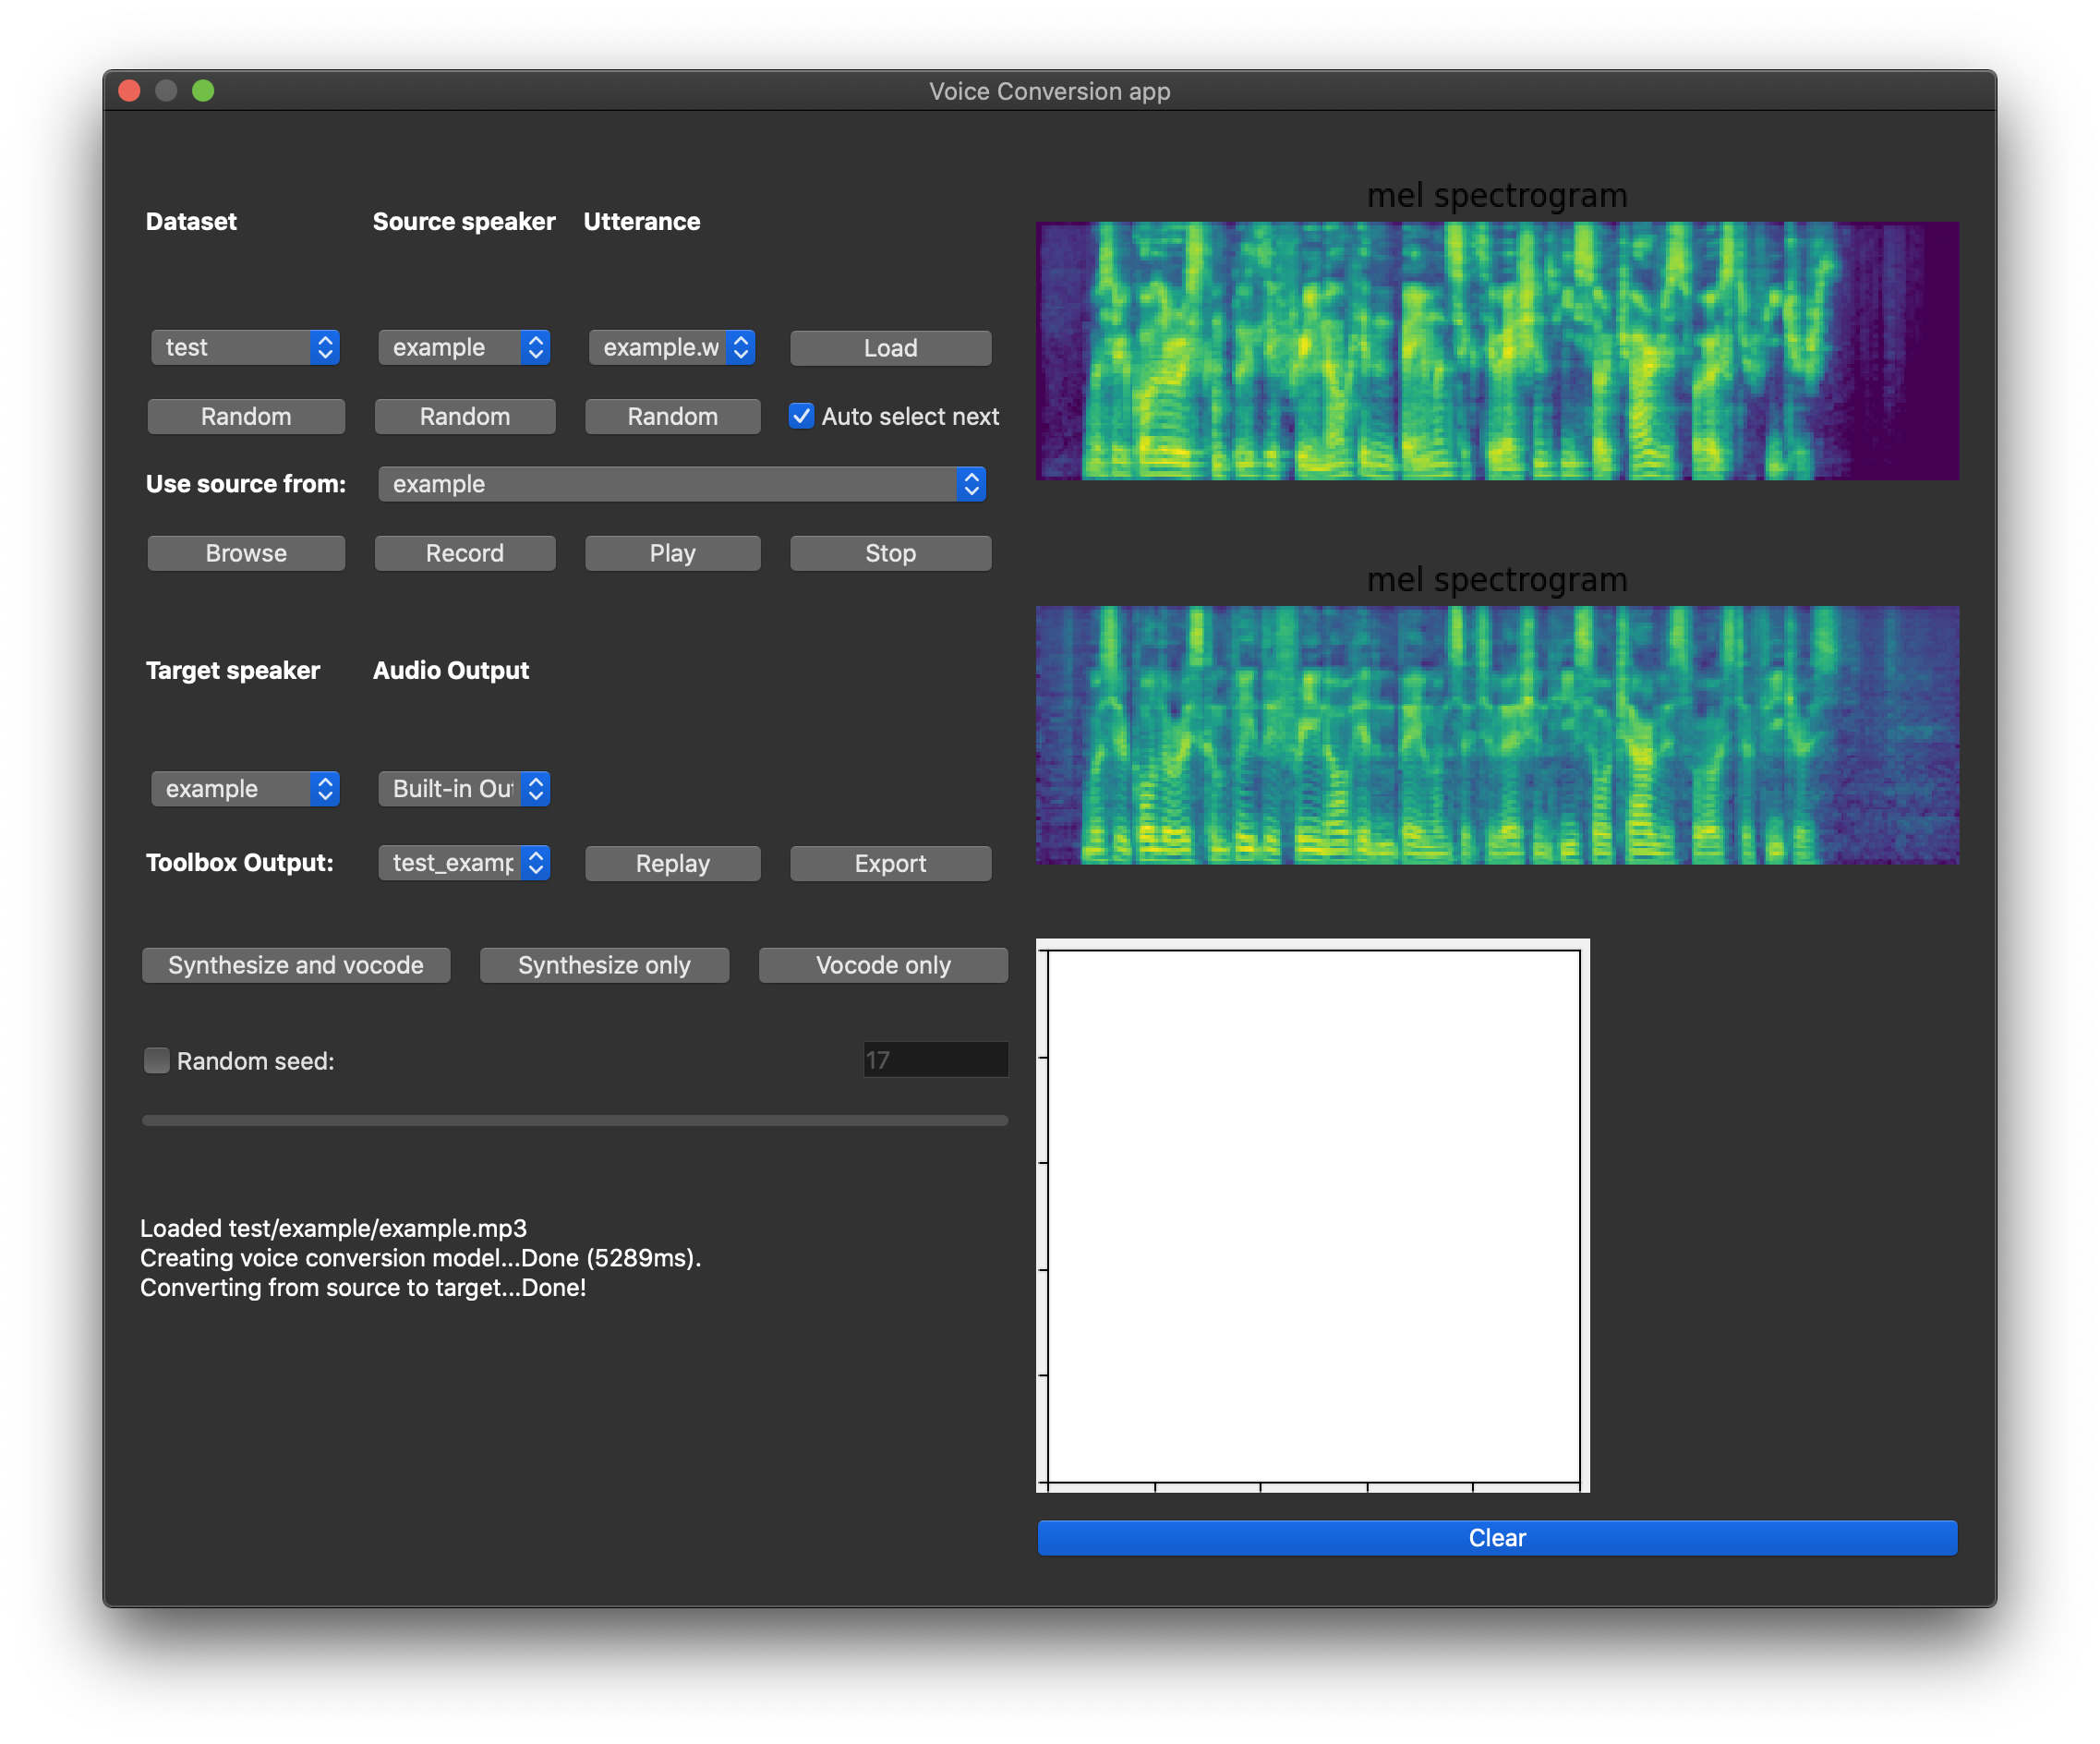 Voice Conversion app
Dataset Source speaker Utterance
test example example.w Load
Random Random Random Auto select next
Use source from: example
Browse Record Play Stop
Target speaker Audio Output
example Built-in Out
Toolbox Output: test_examp Replay Export
Synthesize and vocode Synthesize only Vocode only
Random seed: 17
Loaded test/example/example.mp3
Creating voice conversion model...Done (5289ms).
Converting from source to target...Done!
mel spectrogram
mel spectrogram
Clear